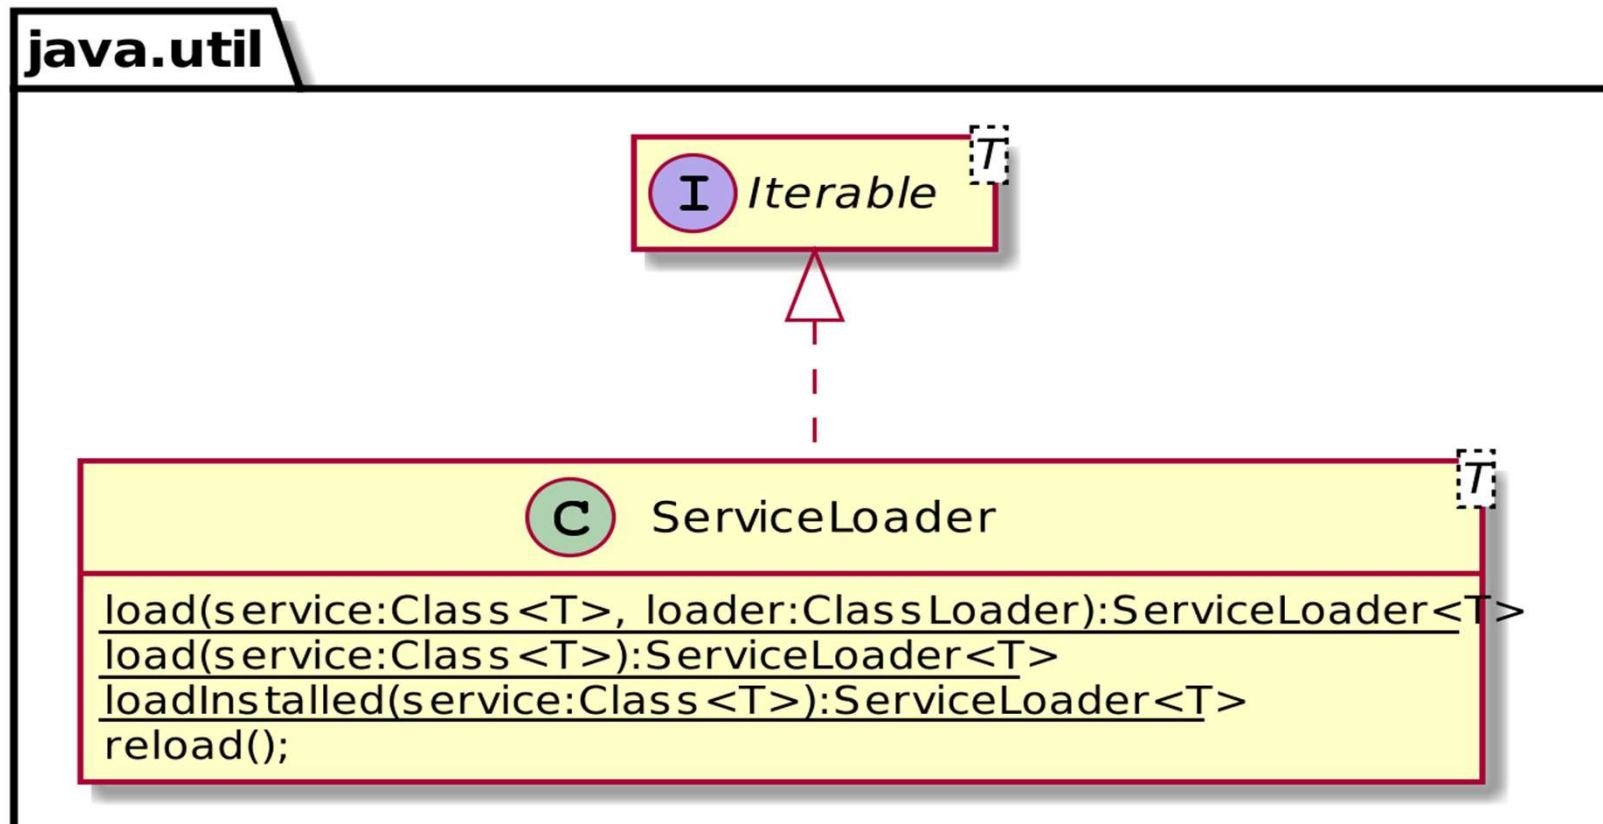 java.util
T
I Iterable
T
C ServiceLoader
load(service:Class<T>, loader:ClassLoader):ServiceLoader<T>
load(service:Class<T>):ServiceLoader<T>
loadInstalled(service:Class<T>):ServiceLoader<T>
reload();